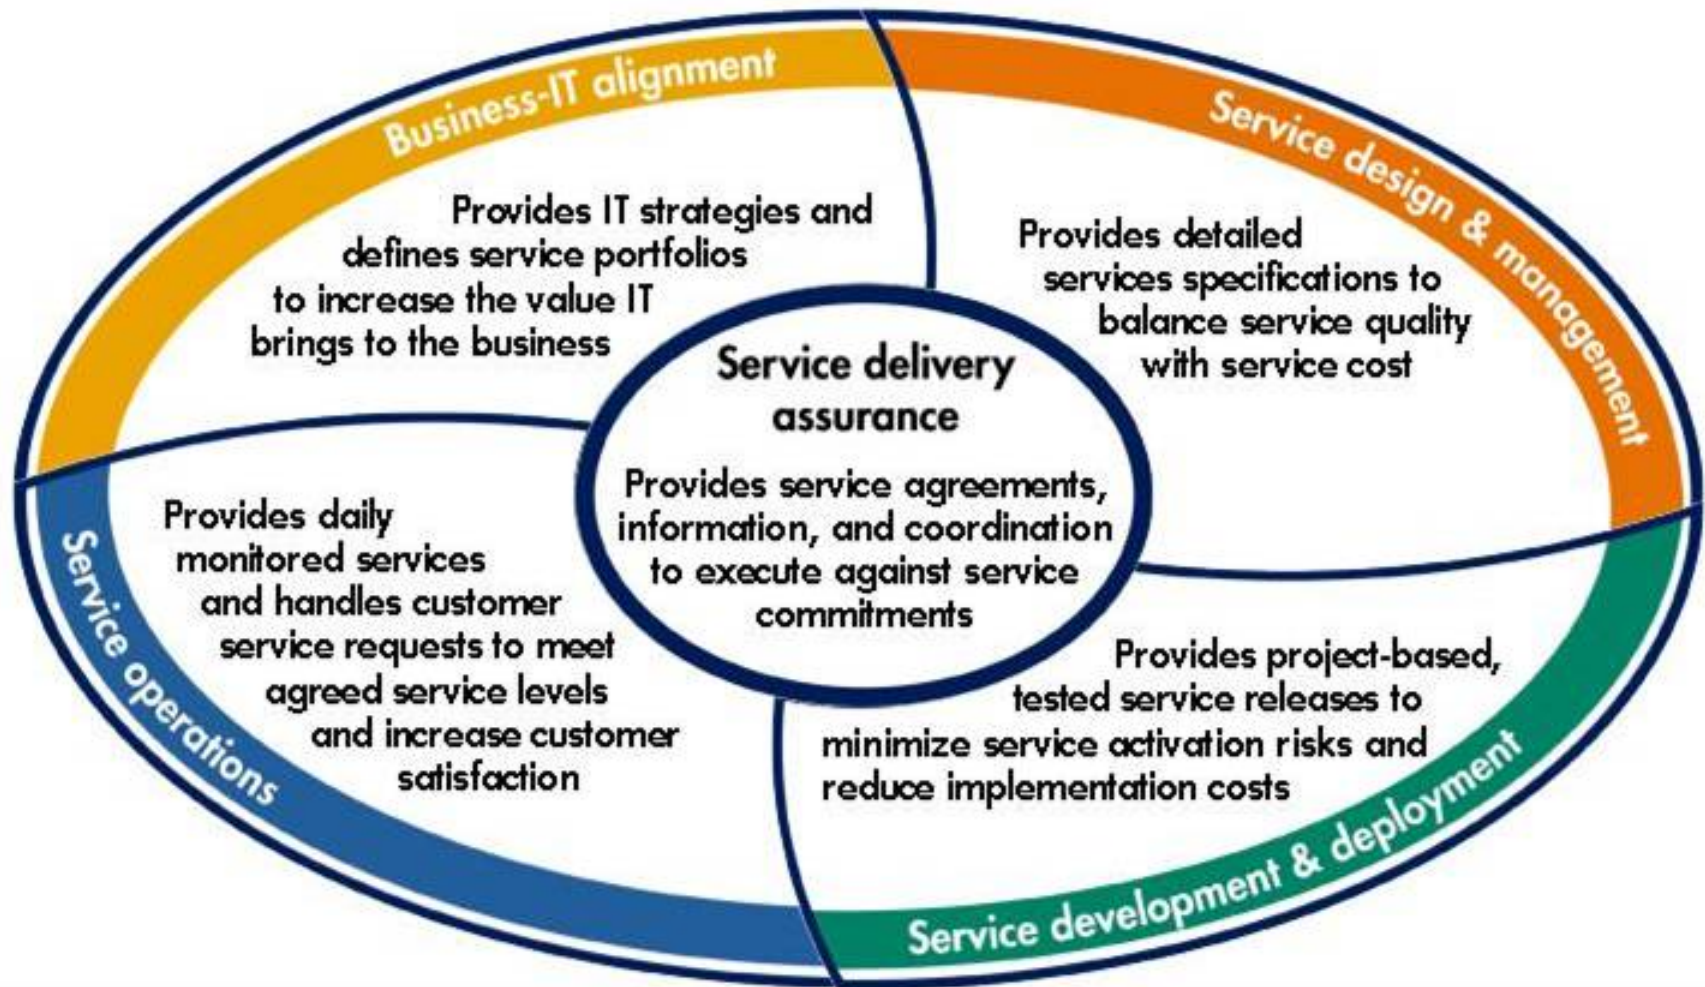 Business-IT alignment
Provides IT strategies and
defines service portfolios
to increase the value IT
brings to the business
Service design & management
Provides detailed
services specifications to
balance service quality
with service cost
Service delivery
assurance
Provides service agreements,
information, and coordination
to execute against service
commitments
Service operations
Provides daily
monitored services
and handles customer
service requests to meet
agreed service levels
and increase customer
satisfaction
Provides project-based,
tested service releases to
minimize service activation risks and
reduce implementation costs
Service development & deployment